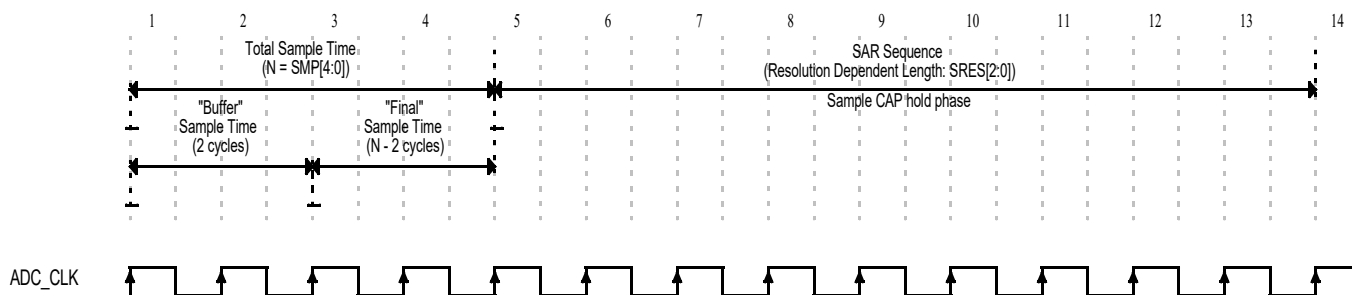 1 2 3 4 5 6 7 8 9 10 11 12 13 14
Total Sample Time
(N = SMP[4:0])
SAR Sequence
(Resolution Dependent Length: SRES[2:0])
Sample CAP hold phase
"Buffer"
Sample Time
(2 cycles)
"Final"
Sample Time
(N - 2 cycles)
ADC_CLK